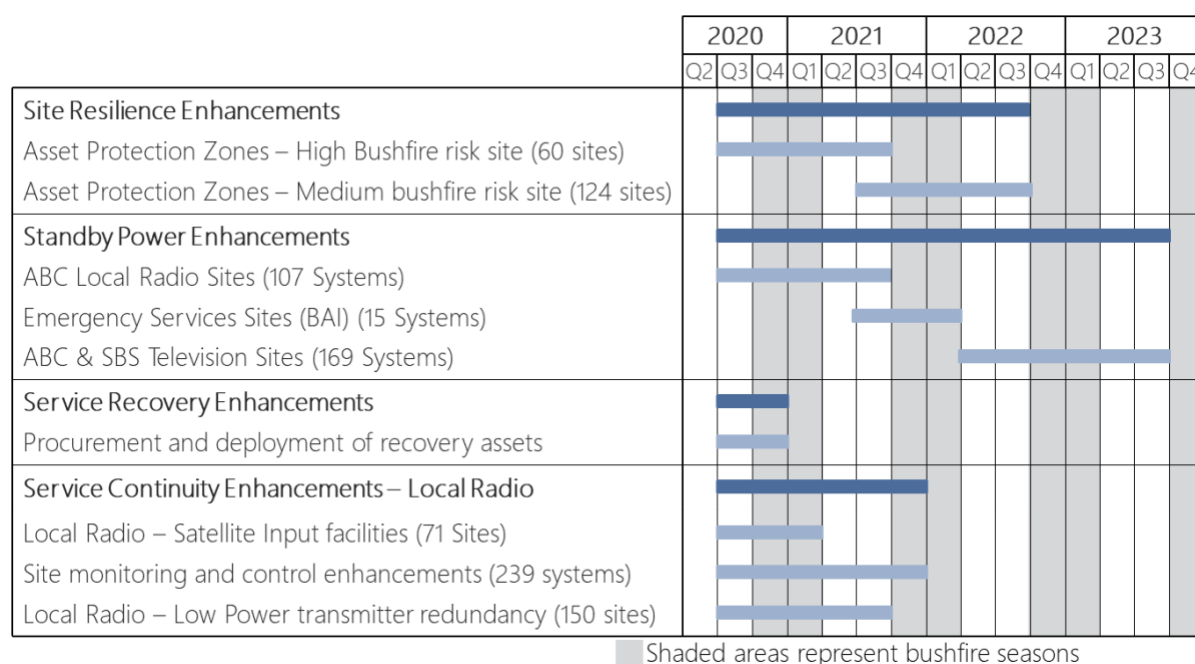 2020 2021 2022 2023
Q2 Q3 Q4 Q1 Q2 Q3 Q4 Q1 Q2 Q3 Q4 Q1 Q2 Q3 Q4
Site Resilience Enhancements
Asset Protection Zones – High Bushfire risk site (60 sites)
Asset Protection Zones – Medium bushfire risk site (124 sites)
Standby Power Enhancements
ABC Local Radio Sites (107 Systems)
Emergency Services Sites (BAI) (15 Systems)
ABC & SBS Television Sites (169 Systems)
Service Recovery Enhancements
Procurement and deployment of recovery assets
Service Continuity Enhancements – Local Radio
Local Radio – Satellite Input facilities (71 Sites)
Site monitoring and control enhancements (239 systems)
Local Radio – Low Power transmitter redundancy (150 sites)
Shaded areas represent bushfire seasons